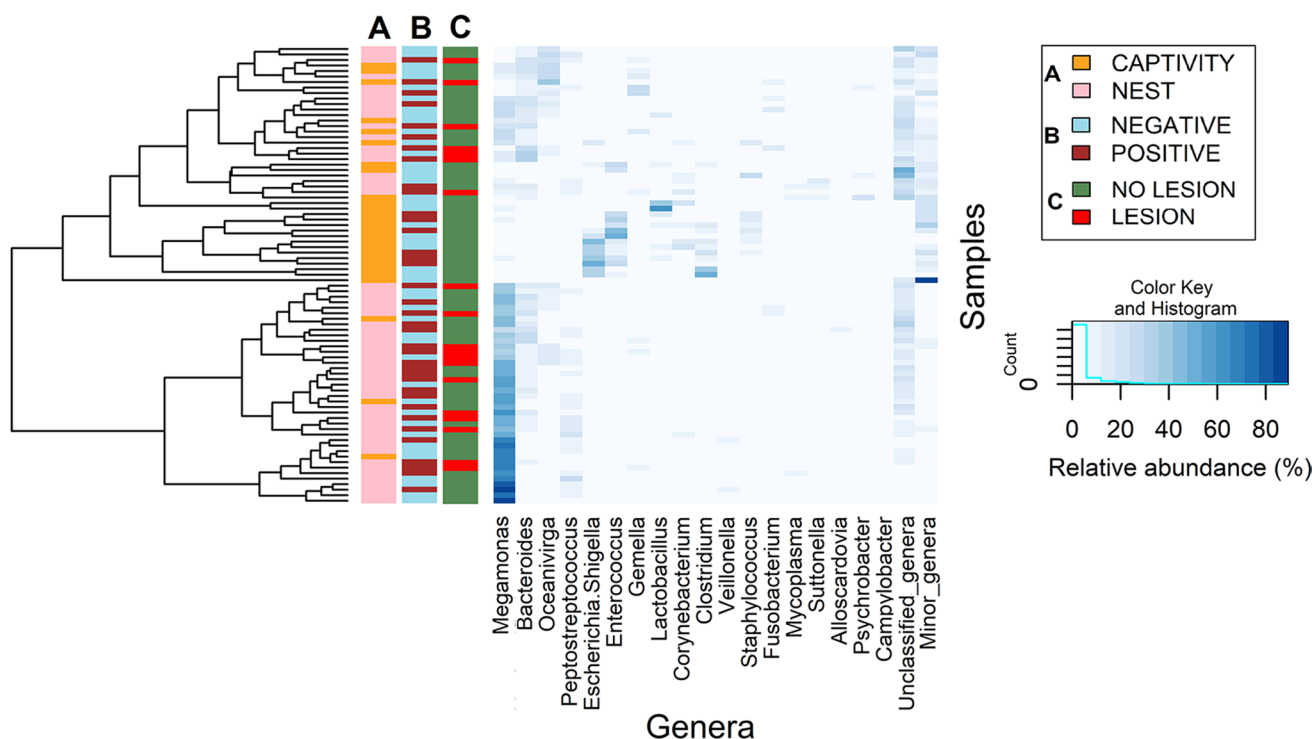 A B C
A
CAPTIVITY
NEST
B
NEGATIVE
POSITIVE
C
NO LESION
LESION
Samples
Color Key
and Histogram
Count
0
0 20 40 60 80
Relative abundance (%)
Megamonas
Bacteroides
Oceanivirga
Peptostreptococcus
Escherichia.Shigella
Enterococcus
Gemella
Lactobacillus
Corynebacterium
Clostridium
Veillonella
Staphylococcus
Fusobacterium
Mycoplasma
Suttonella
Alloscardovia
Psychrobacter
Campylobacter
Unclassified_genera
Minor_genera
Genera